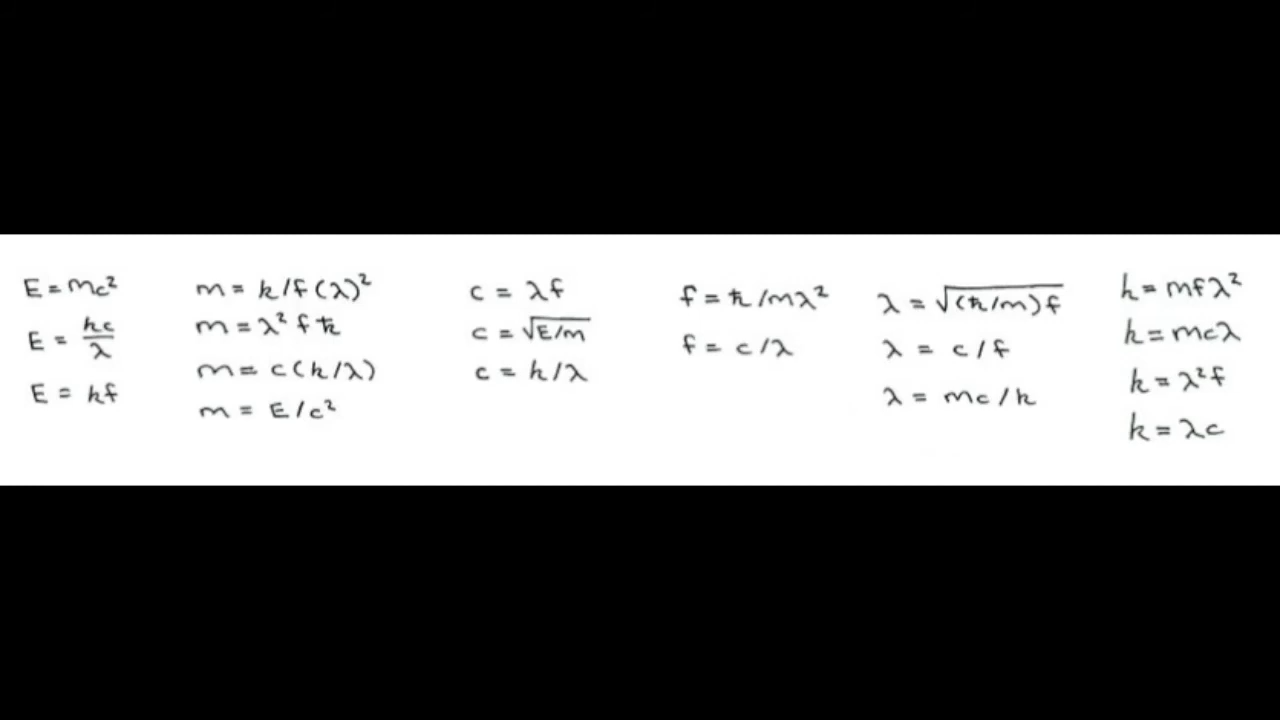 E = mc²
E = hc/λ
E = hf
m = h/f(λ)²
m = λ² f ħ
m = c(h/λ)
m = E/c²
c = λf
c = √E/m
c = h/λ
f = ħ/mλ²
f = c/λ
λ = √(ħ/m)f
λ = c/f
λ = mc/h
h = mfλ²
h = mcλ
h = λ²f
h = λc